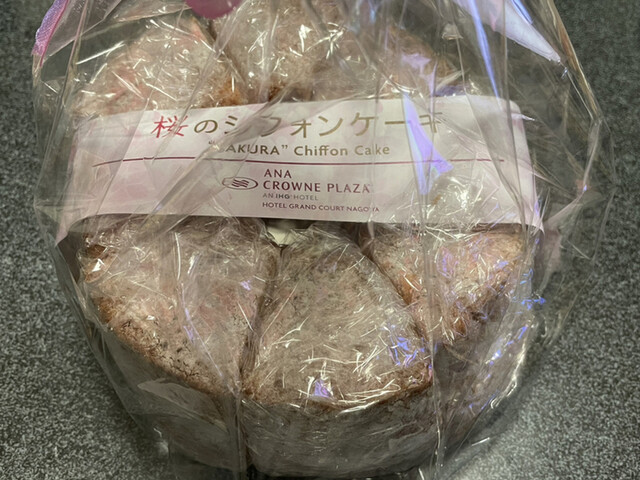 桜のシフォンケーキ
"SAKURA" Chiffon Cake
ANA
CROWNE PLAZA
AN IHG HOTEL
HOTEL GRAND COURT NAGOYA